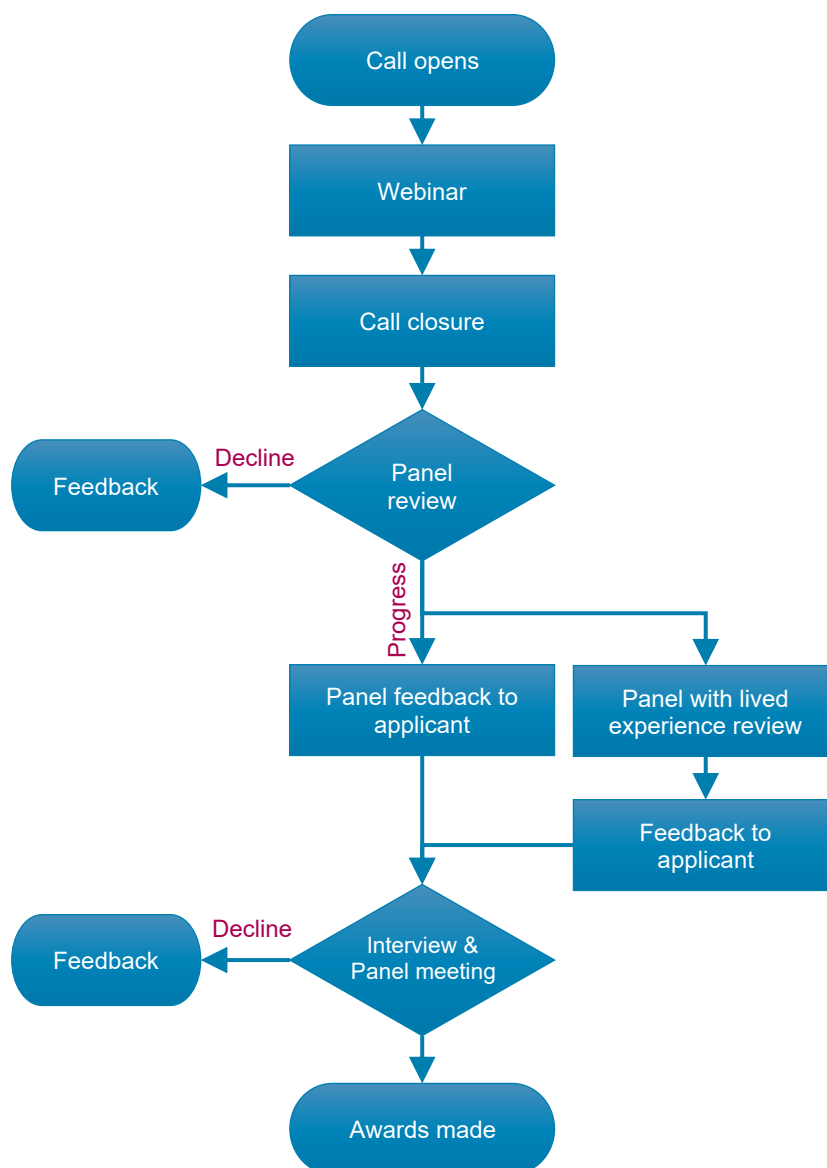 Call opens
Webinar
Call closure
Decline
Feedback
Panel
review
Progress
Panel feedback to
applicant
Panel with lived
experience review
Feedback to
applicant
Decline
Feedback
Interview &
Panel meeting
Awards made